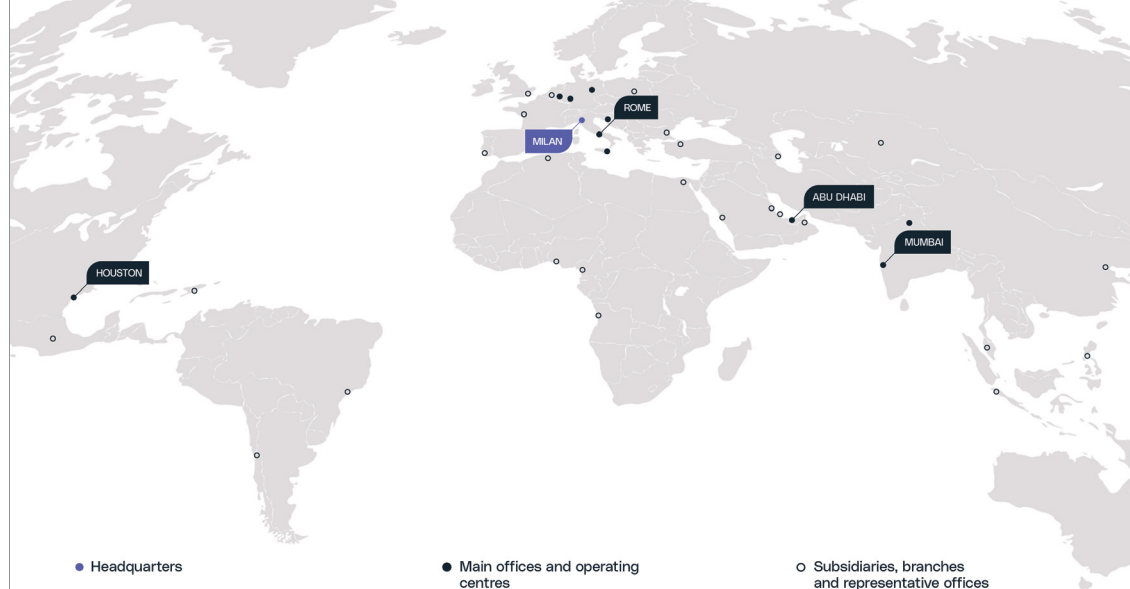 ROME
MILAN
ABU DHABI
MUMBAI
HOUSTON
Headquarters
Main offices and operating
centres
Subsidiaries, branches
and representative offices